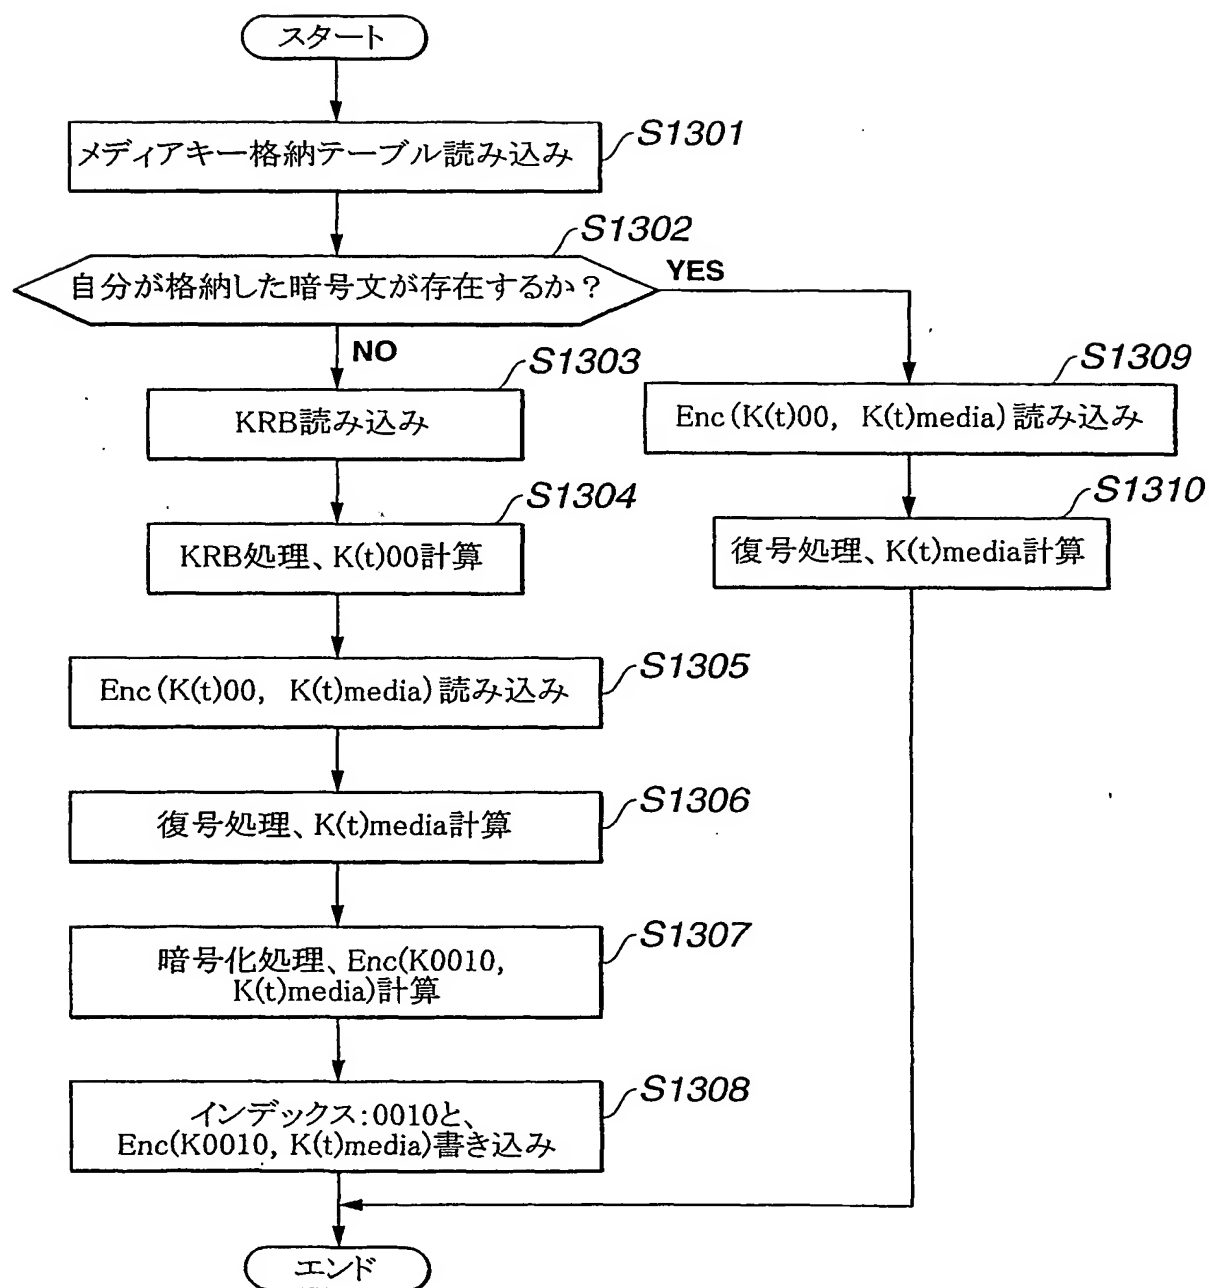 スタート
メディアキー格納テーブル読み込み
S1301
自分が格納した暗号文が存在するか?
S1302
YES
NO
KRB読み込み
S1303
KRB処理、K(t)00計算
S1304
Enc(K(t)00, K(t)media)読み込み
S1305
復号処理、K(t)media計算
S1306
暗号化処理、Enc(K0010,
K(t)media)計算
S1307
インデックス:0010と、
Enc(K0010, K(t)media)書き込み
S1308
Enc(K(t)00, K(t)media)読み込み
S1309
復号処理、K(t)media計算
S1310
エンド